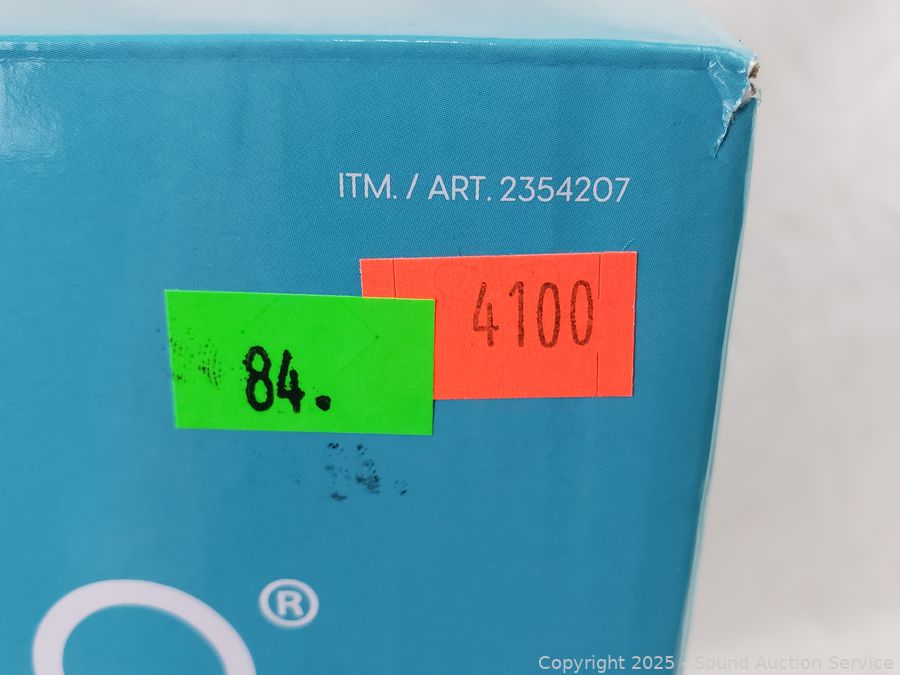 ITM. / ART. 2354207
4100
84.
®
Copyright 2025 - Sound Auction Service